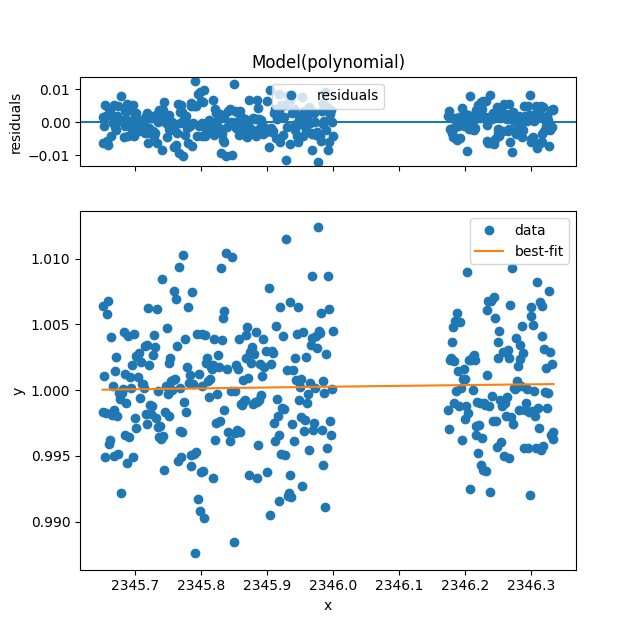 Model(polynomial)
0.01
0.00
−0.01
residuals
residuals
1.010
1.005
1.000
0.995
0.990
y
data
best-fit
2345.7 2345.8 2345.9 2346.0 2346.1 2346.2 2346.3
x